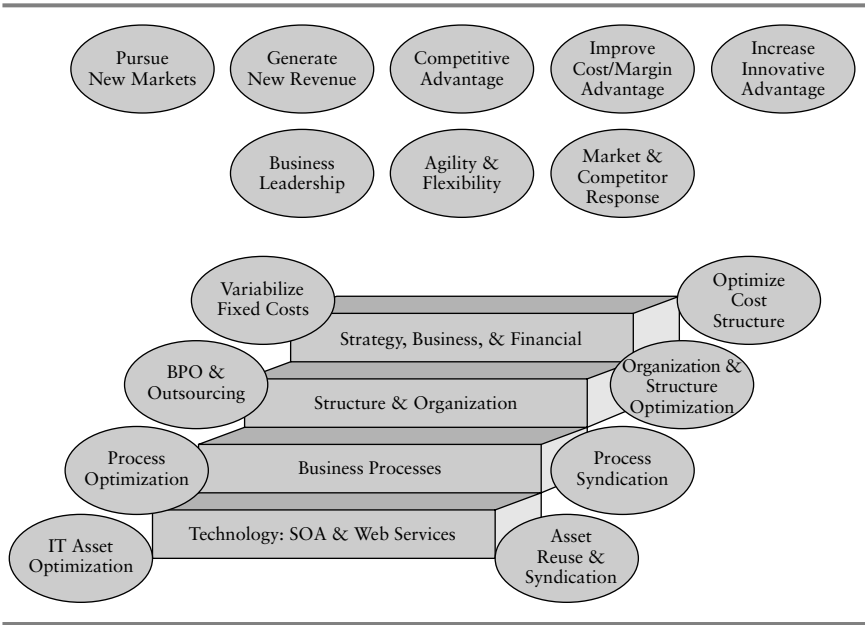 Pursue
New Markets
Generate
New Revenue
Competitive
Advantage
Improve
Cost/Margin
Advantage
Increase
Innovative
Advantage
Business
Leadership
Agility &
Flexibility
Market &
Competitor
Response
Variabilize
Fixed Costs
Optimize
Cost
Structure
Strategy, Business, & Financial
BPO &
Outsourcing
Organization &
Structure
Optimization
Structure & Organization
Process
Optimization
Business Processes
Process
Syndication
Technology: SOA & Web Services
IT Asset
Optimization
Asset
Reuse &
Syndication